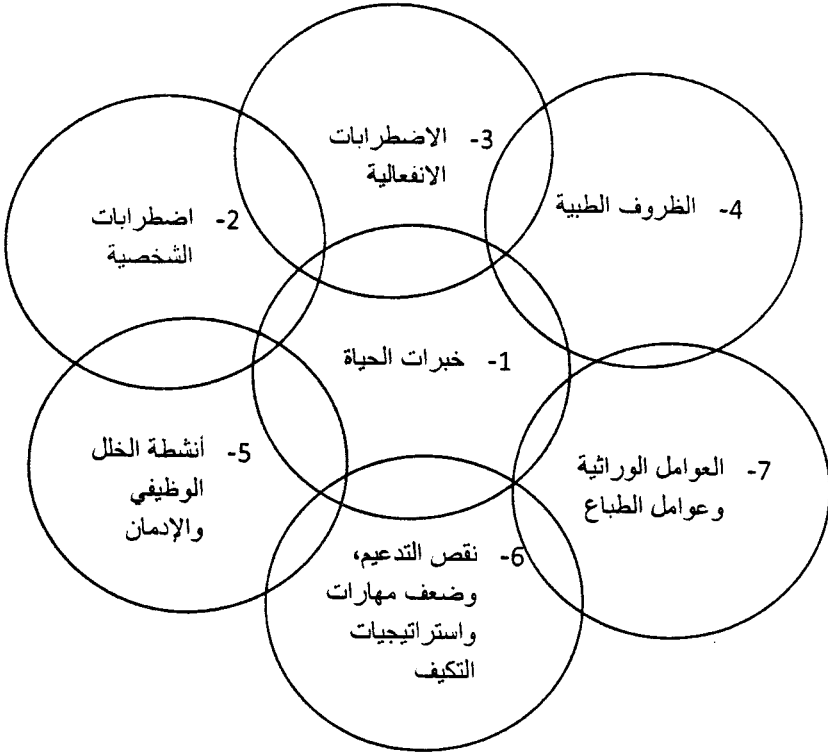 3- الاضطرابات
الانفعالية
4- الظروف الطبية
2- اضطرابات
الشخصية
1- خبرات الحياة
5- أنشطة الخلل
الوظيفي
والإدمان
7- العوامل الوراثية
وعوامل الطباع
6- نقص التدعيم،
وضعف مهارات
واستراتيجيات
التكيف